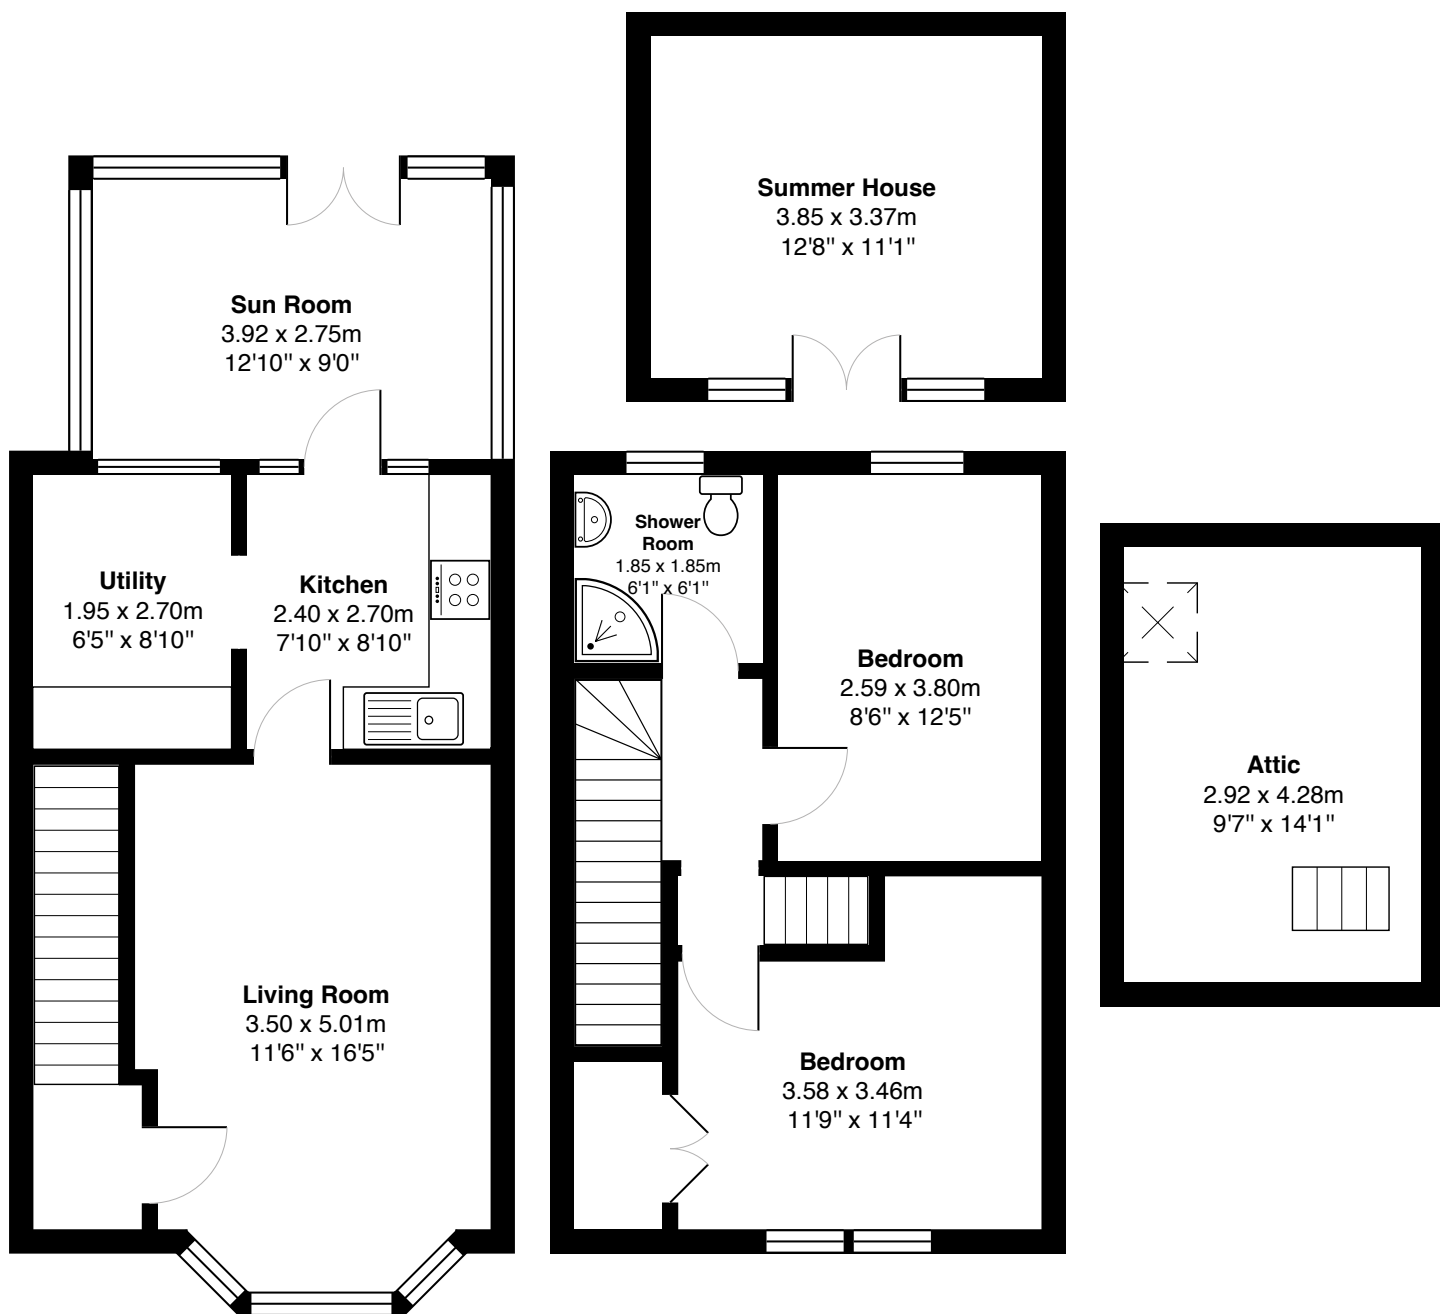 Summer House
3.85 x 3.37m
12'8" x 11'1"
Sun Room
3.92 x 2.75m
12'10" x 9'0"
Utility
1.95 x 2.70m
6'5" x 8'10"
Kitchen
2.40 x 2.70m
7'10" x 8'10"
Shower
Room
1.85 x 1.85m
6'1" x 6'1"
Bedroom
2.59 x 3.80m
8'6" x 12'5"
Attic
2.92 x 4.28m
9'7" x 14'1"
Living Room
3.50 x 5.01m
11'6" x 16'5"
Bedroom
3.58 x 3.46m
11'9" x 11'4"